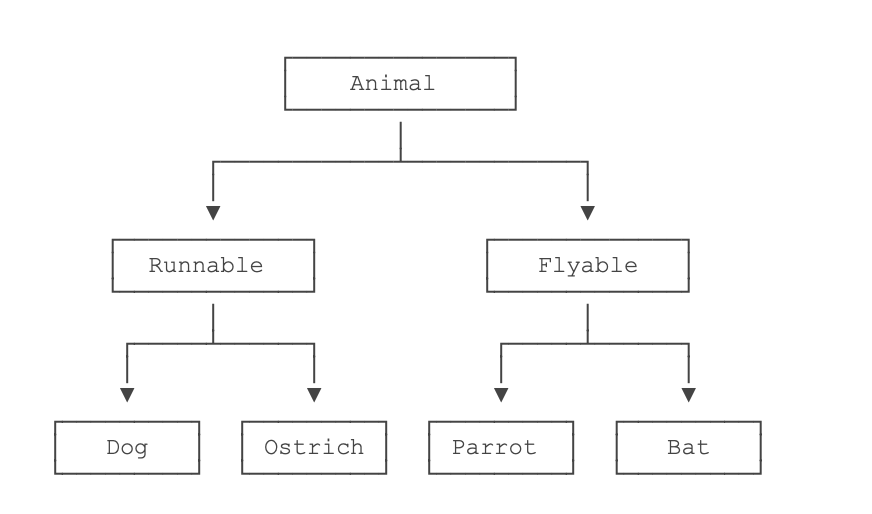 Animal
Runnable
Flyable
Dog
Ostrich
Parrot
Bat